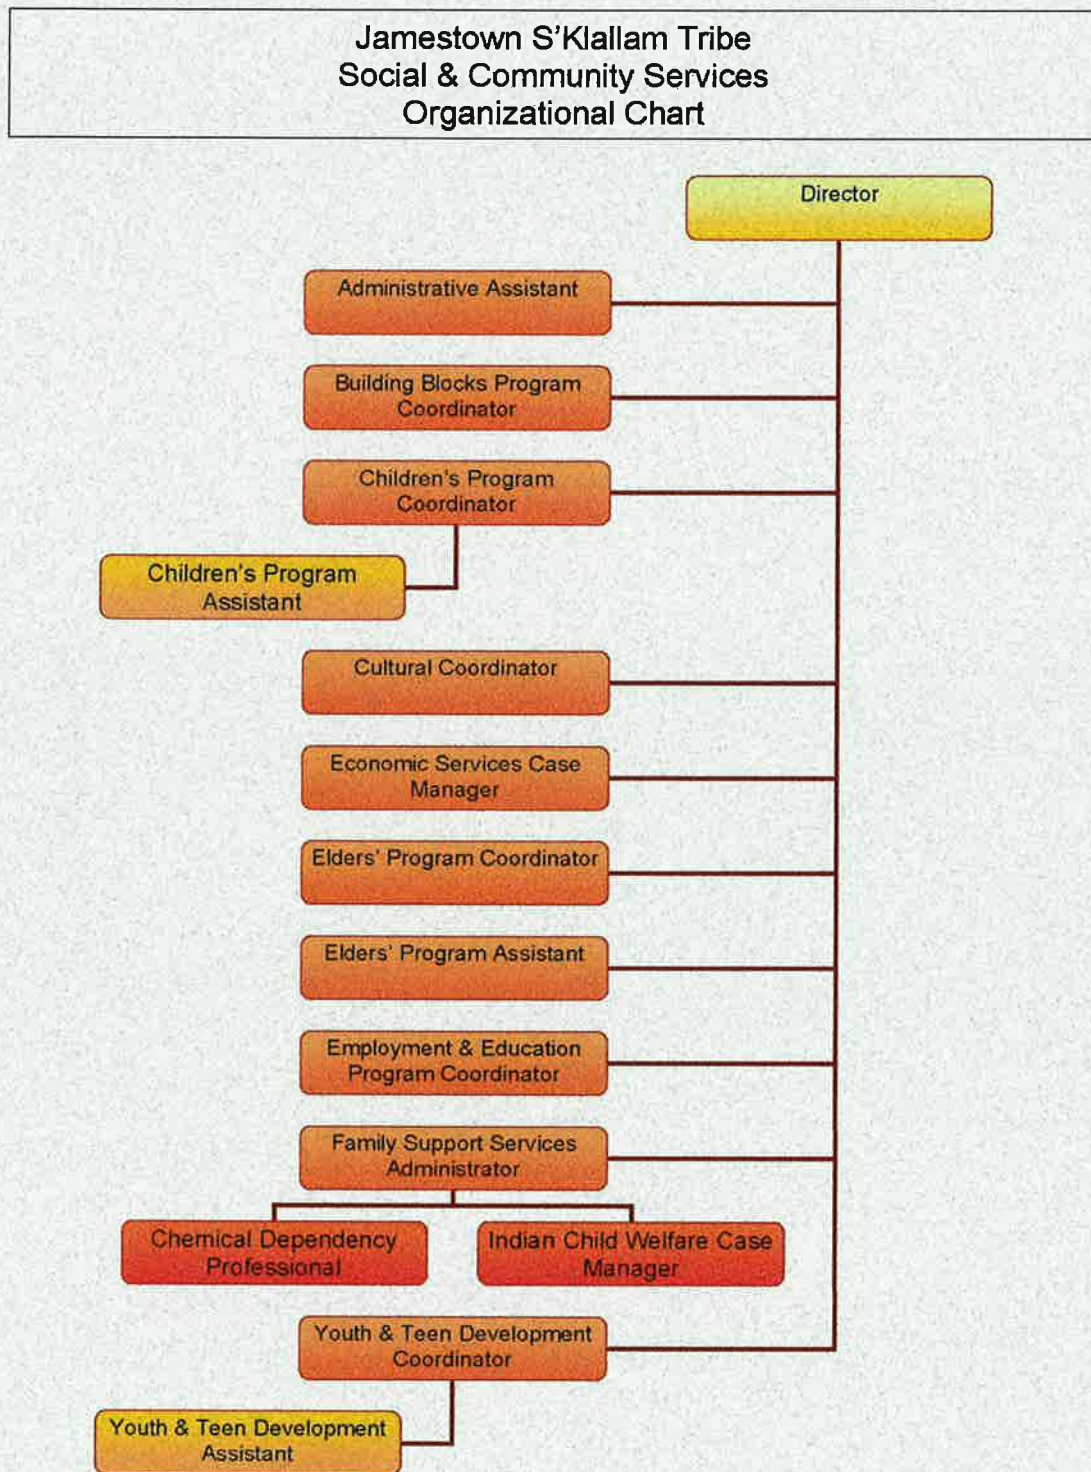 Jamestown S'Klallam Tribe
Social & Community Services
Organizational Chart
Director
Administrative Assistant
Building Blocks Program
Coordinator
Children's Program
Coordinator
Children's Program
Assistant
Cultural Coordinator
Economic Services Case
Manager
Elders' Program Coordinator
Elders' Program Assistant
Employment & Education
Program Coordinator
Family Support Services
Administrator
Chemical Dependency
Professional
Indian Child Welfare Case
Manager
Youth & Teen Development
Coordinator
Youth & Teen Development
Assistant